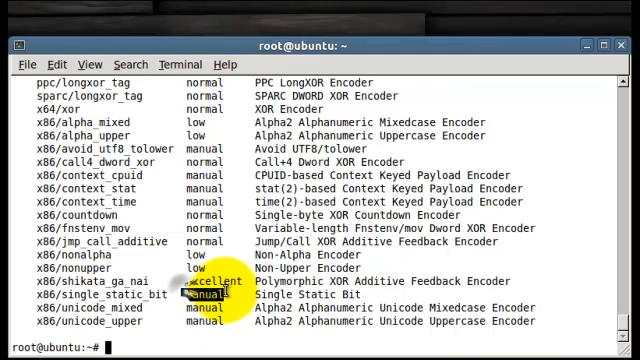 root@ubuntu: ~
File Edit View Search Terminal Help
ppc/longxor_tag normal PPC LongXOR Encoder
sparc/longxor_tag normal SPARC DWORD XOR Encoder
x64/xor normal XOR Encoder
x86/alpha_mixed low Alpha2 Alphanumeric Mixedcase Encoder
x86/alpha_upper low Alpha2 Alphanumeric Uppercase Encoder
x86/avoid_utf8_tolower manual Avoid UTF8/tolower
x86/call4_dword_xor normal Call+4 Dword XOR Encoder
x86/context_cpuid manual CPUID-based Context Keyed Payload Encoder
x86/context_stat manual stat(2)-based Context Keyed Payload Encoder
x86/context_time manual time(2)-based Context Keyed Payload Encoder
x86/countdown normal Single-byte XOR Countdown Encoder
x86/fnstenv_mov normal Variable-length Fnstenv/mov Dword XOR Encoder
x86/jmp_call_additive normal Jump/Call XOR Additive Feedback Encoder
x86/nonalpha low Non-Alpha Encoder
x86/nonupper low Non-Upper Encoder
x86/shikata_ga_nai excellent Polymorphic XOR Additive Feedback Encoder
x86/single_static_bit manual Single Static Bit
x86/unicode_mixed manual Alpha2 Alphanumeric Unicode Mixedcase Encoder
x86/unicode_upper manual Alpha2 Alphanumeric Unicode Uppercase Encoder
root@ubuntu:~#